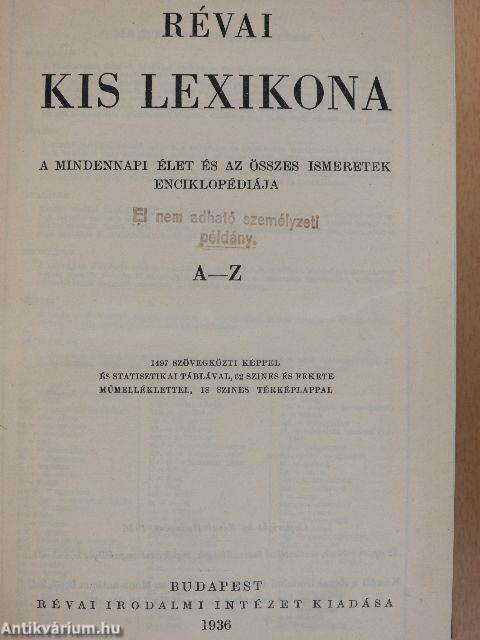 RÉVAI
KIS LEXIKONA
A MINDENNAPI ÉLET ÉS AZ ÖSSZES ISMERETEK
ENCIKLOPÉDIÁJA
El nem adható személyzeti
példány.
A—Z
1497 SZÖVEGKÖZTI KÉPPEL
ÉS STATISZTIKAI TÁBLÁVAL, 62 SZINES ÉS FEKETE
MŰMELLÉKLETTEL, 18 SZINES TÉRKÉPLAPPAL
BUDAPEST
RÉVAI IRODALMI INTÉZET KIADÁSA
1936
Antikvárium.hu